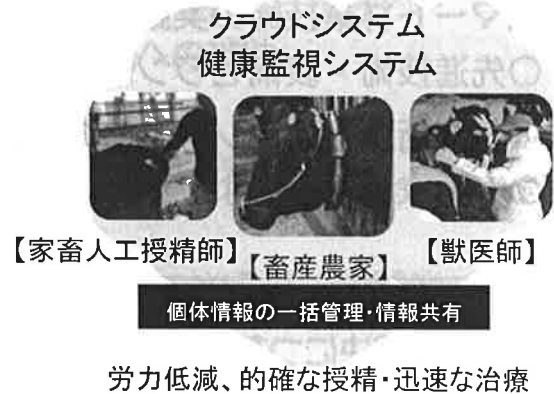 クラウドシステム
健康監視システム
【家畜人工授精師】
【畜産農家】
【獣医師】
個体情報の一括管理・情報共有
労力低減、的確な授精・迅速な治療